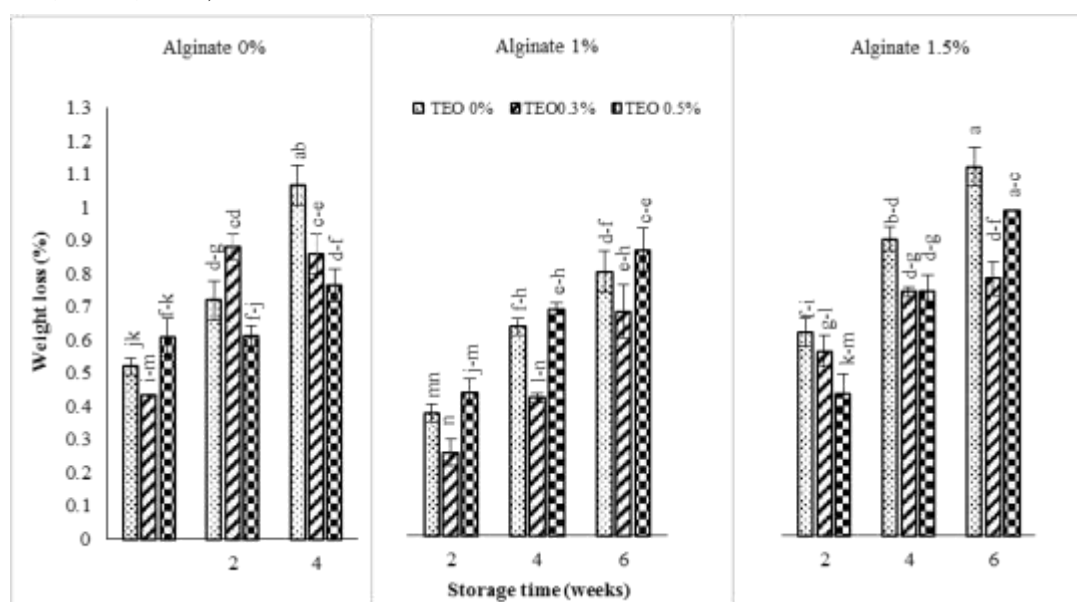 Alginate 0%
Alginate 1%
Alginate 1.5%
TEO 0% TEO0.3% TEO 0.5%
Weight loss (%)
1.3
1.2
1.1
1
0.9
0.8
0.7
0.6
0.5
0.4
0.3
0.2
0.1
0
jk
i-m
f-k
d-g
cd
f-j
ab
c-e
d-f
mn
n
j-m
f-h
l-n
e-h
d-f
e-h
c-e
f-i
g-l
k-m
b-d
d-g
d-g
a
d-f
a-c
2 4
2 4 6
2 4 6
Storage time (weeks)